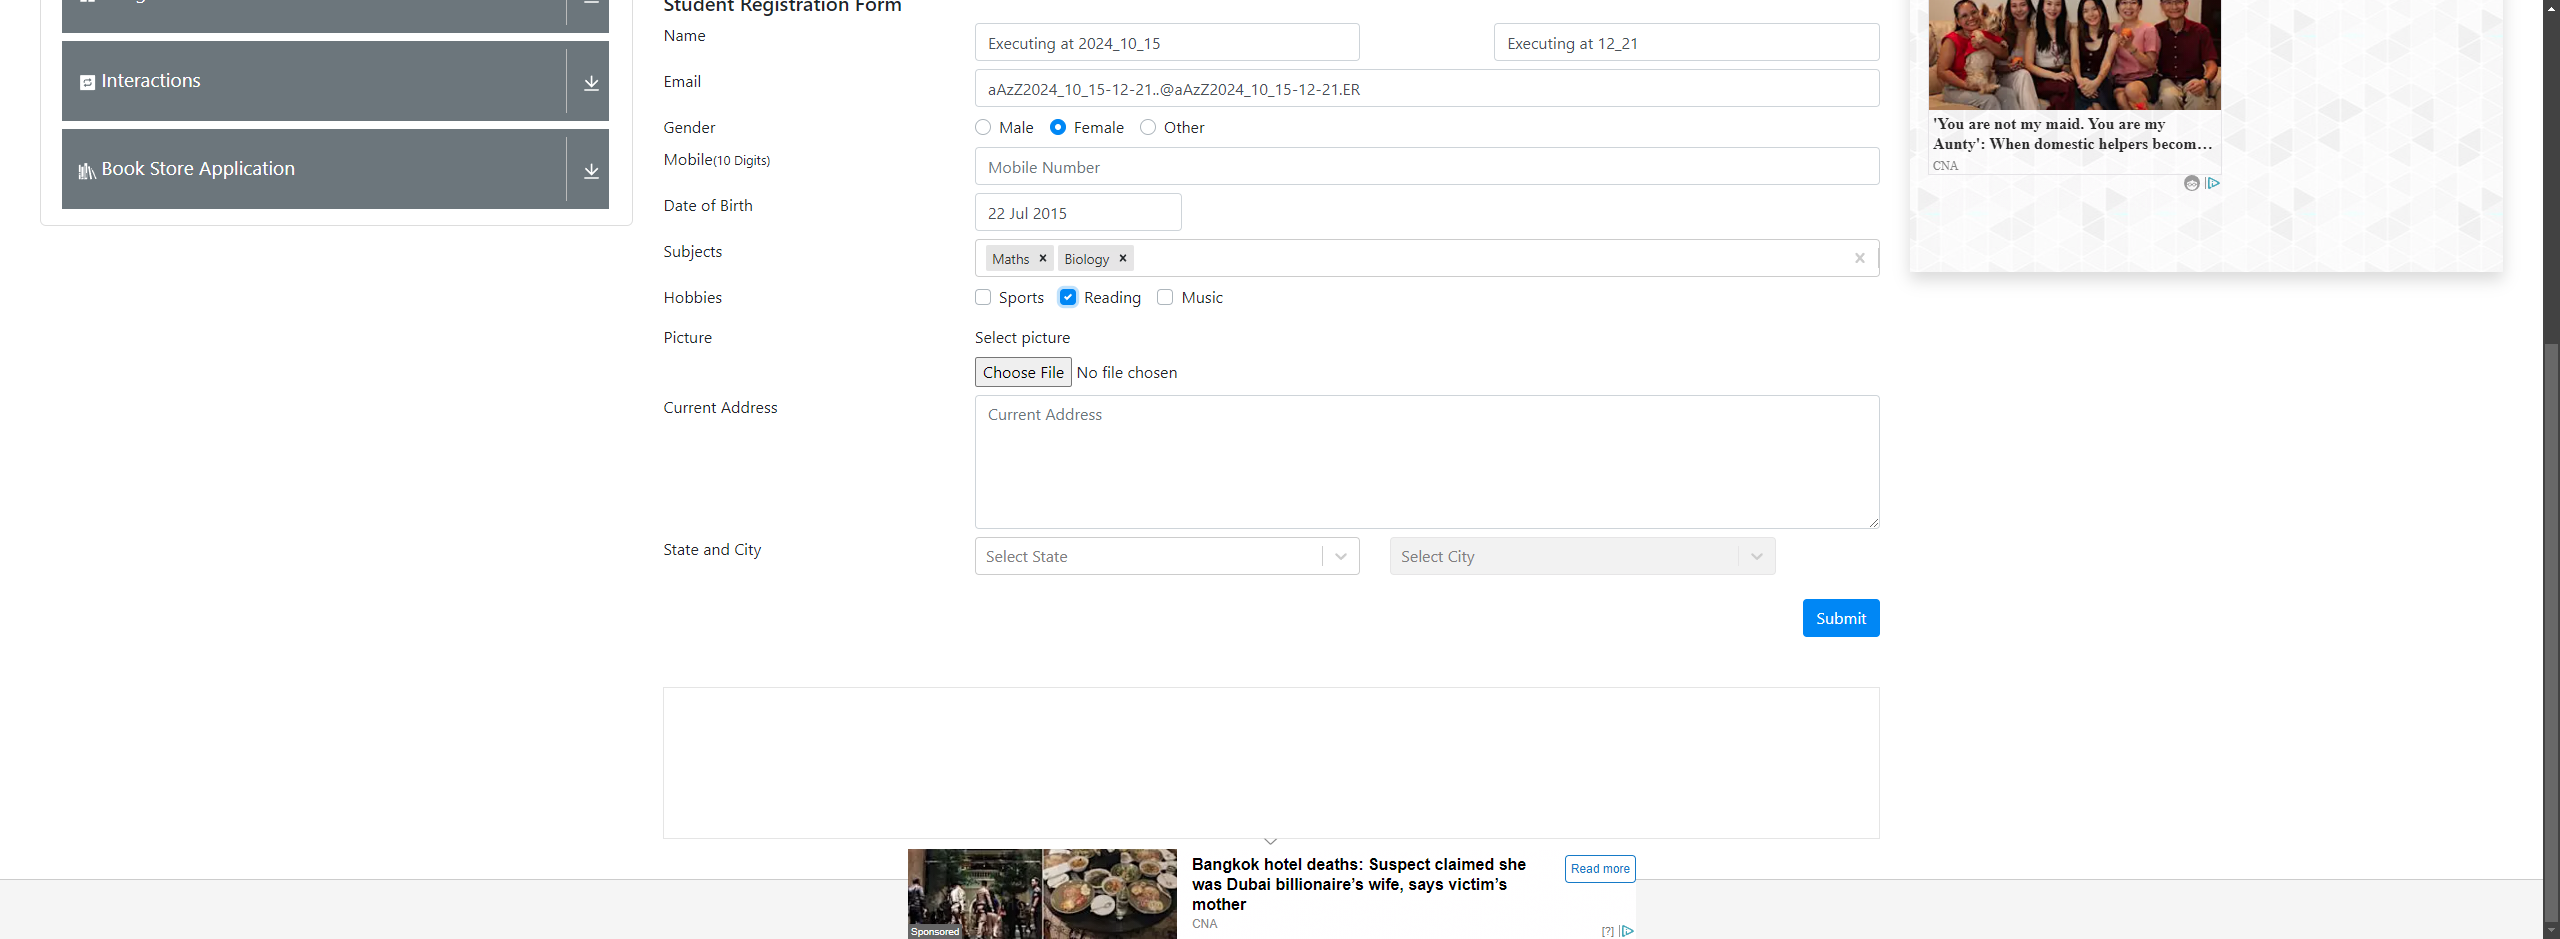 Student Registration Form
Name
Executing at 2024_10_15
Executing at 12_21
Email
aAzZ2024_10_15-12-21..@aAzZ2024_10_15-12-21.ER
Gender
Male
Female
Other
Mobile(10 Digits)
Mobile Number
Date of Birth
22 Jul 2015
Subjects
Maths
Biology
Hobbies
Sports
Reading
Music
Picture
Select picture
Choose File No file chosen
Current Address
Current Address
State and City
Select State
Select City
Submit
Interactions
Book Store Application
'You are not my maid. You are my
Aunty': When domestic helpers becom...
CNA
Bangkok hotel deaths: Suspect claimed she
was Dubai billionaire's wife, says victim's
mother
CNA
Read more
Sponsored
[?]